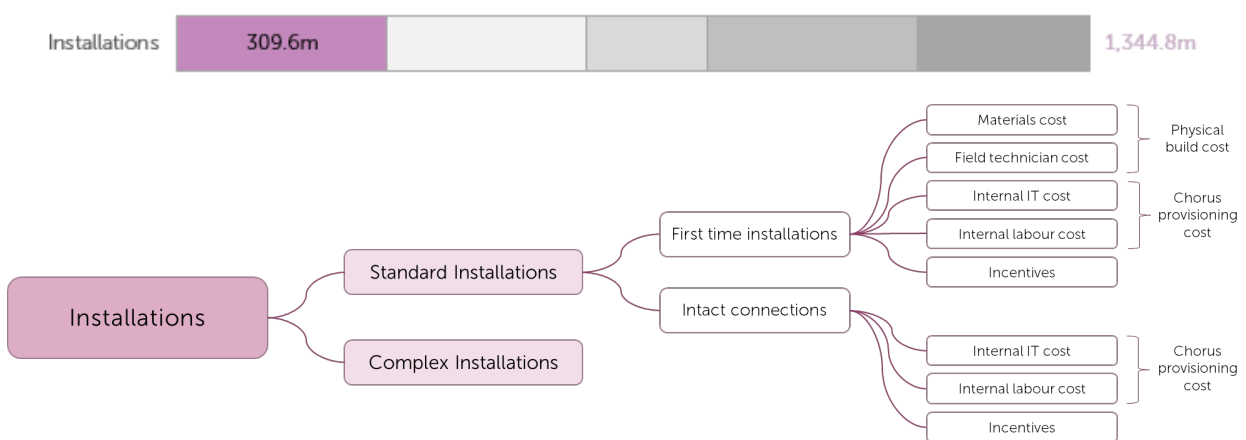 Installations 309.6m 1,344.8m
Materials cost
Physical
build cost
Field technician cost
Internal IT cost
Chorus
provisioning
cost
First time installations
Internal labour cost
Standard Installations
Incentives
Installations
Intact connections
Complex Installations
Internal IT cost
Chorus
provisioning
cost
Internal labour cost
Incentives